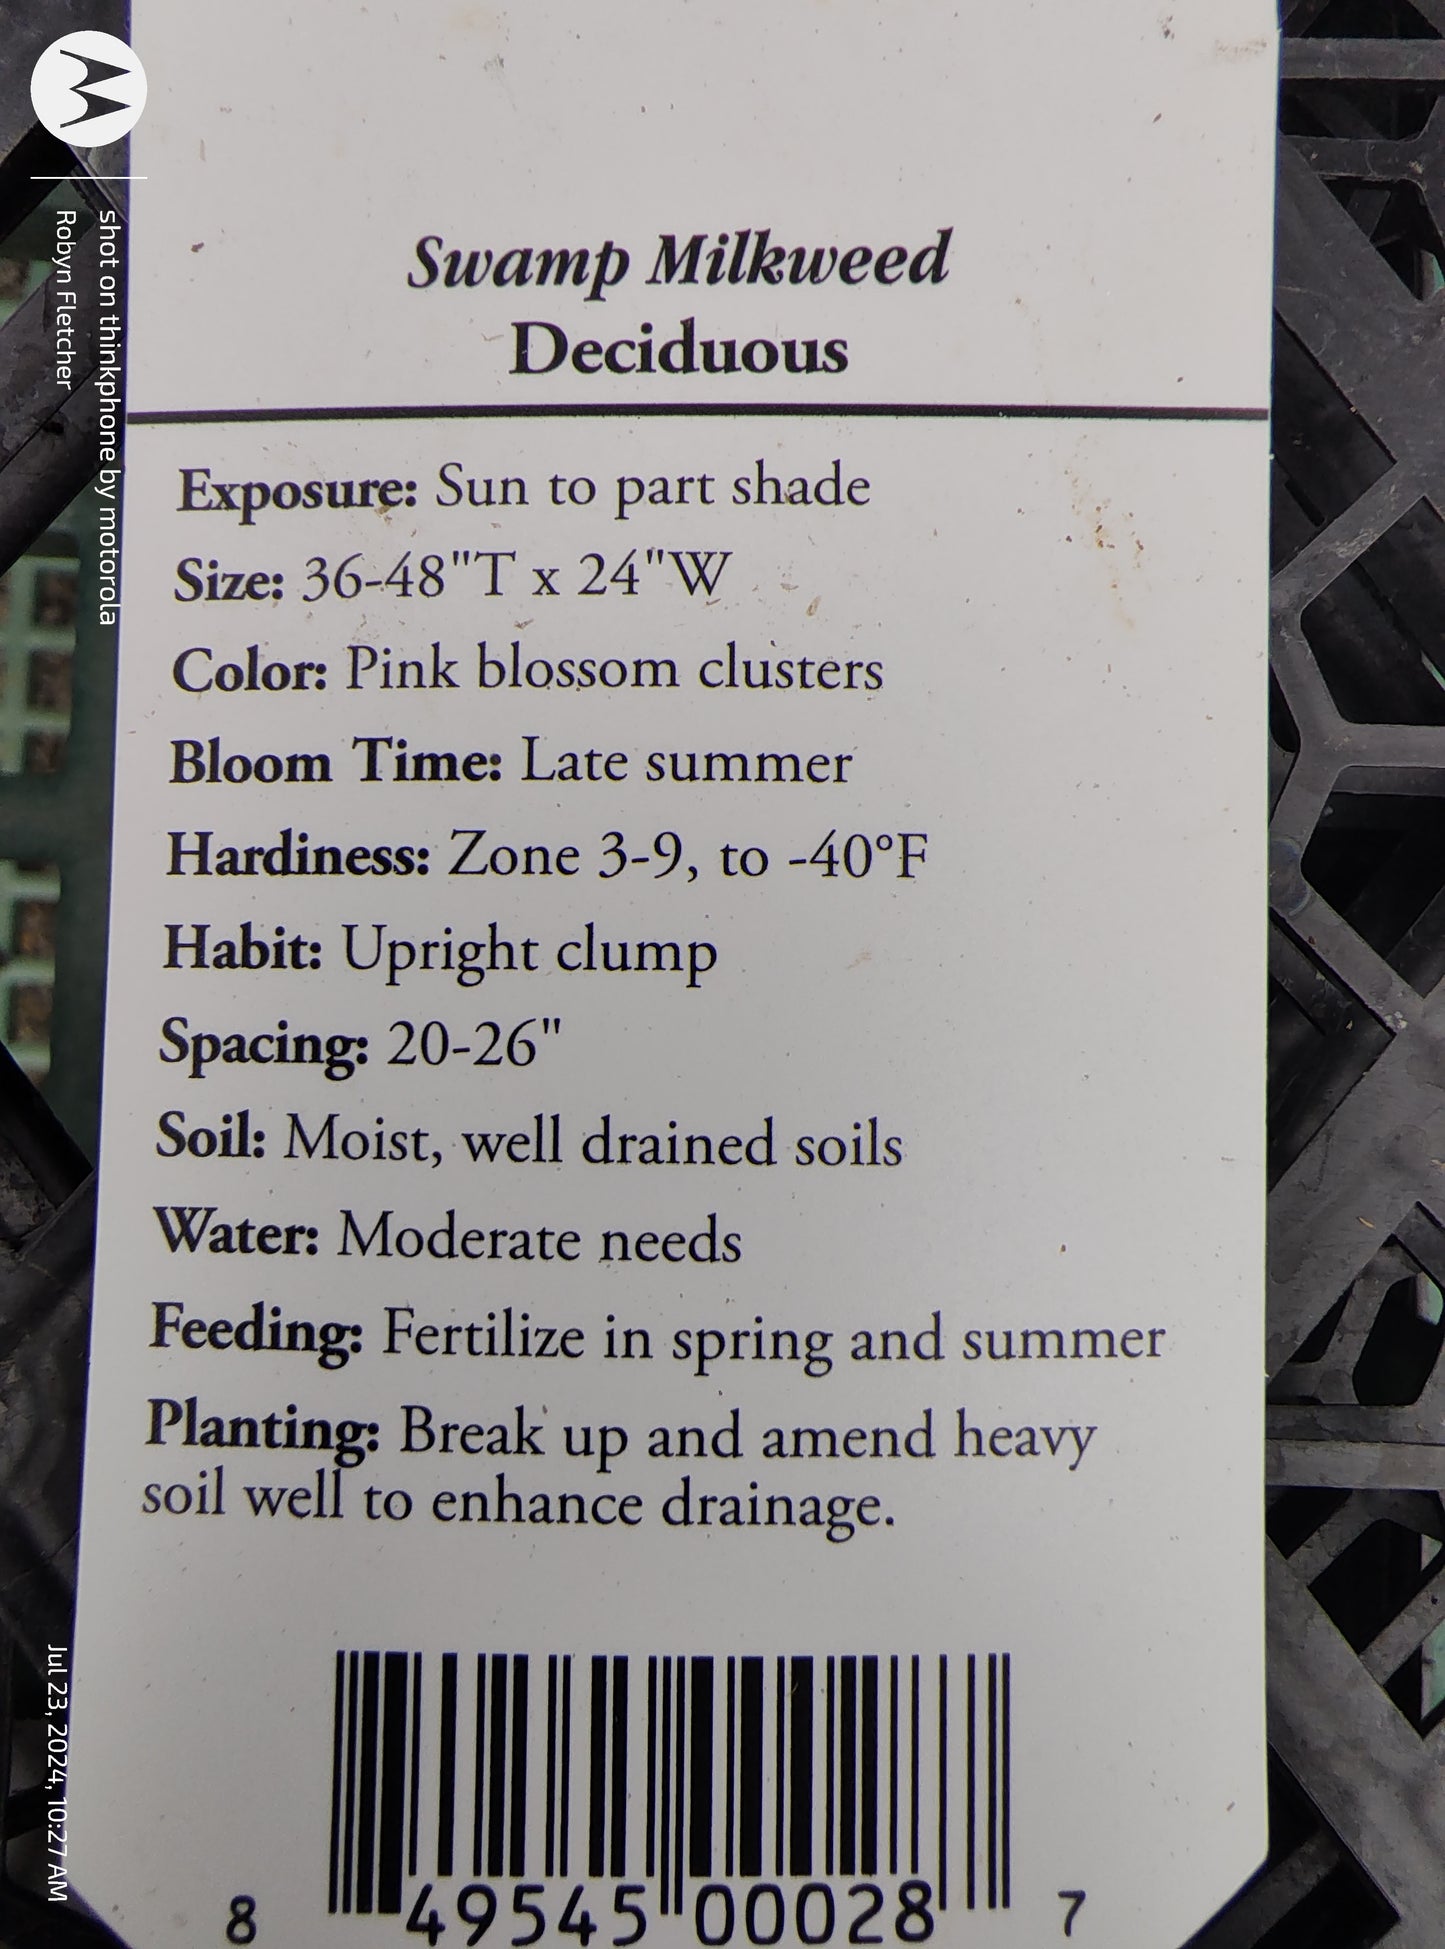 Swamp Milkweed
Deciduous
Exposure: Sun to part shade
Size: 36-48"T x 24"W
Color: Pink blossom clusters
Bloom Time: Late summer
Hardiness: Zone 3-9, to -40°F
Habit: Upright clump
Spacing: 20-26"
Soil: Moist, well drained soils
Water: Moderate needs
Feeding: Fertilize in spring and summer
Planting: Break up and amend heavy
soil well to enhance drainage.
8 49545 00028 7
shot on thinkphone by motorola
Robyn Fletcher
Jul 23, 2024, 10:27 AM